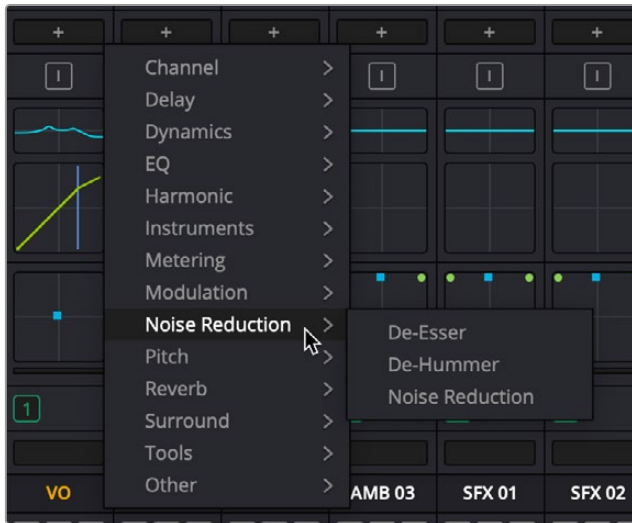 + + + + + +
I I I I
Channel >
Delay >
Dynamics >
EQ >
Harmonic >
Instruments >
Metering >
Modulation >
Noise Reduction >
De-Esser
De-Hummer
Noise Reduction
Pitch >
Reverb >
1
Surround >
Tools >
Other >
VO AMB 03 SFX 01 SFX 02